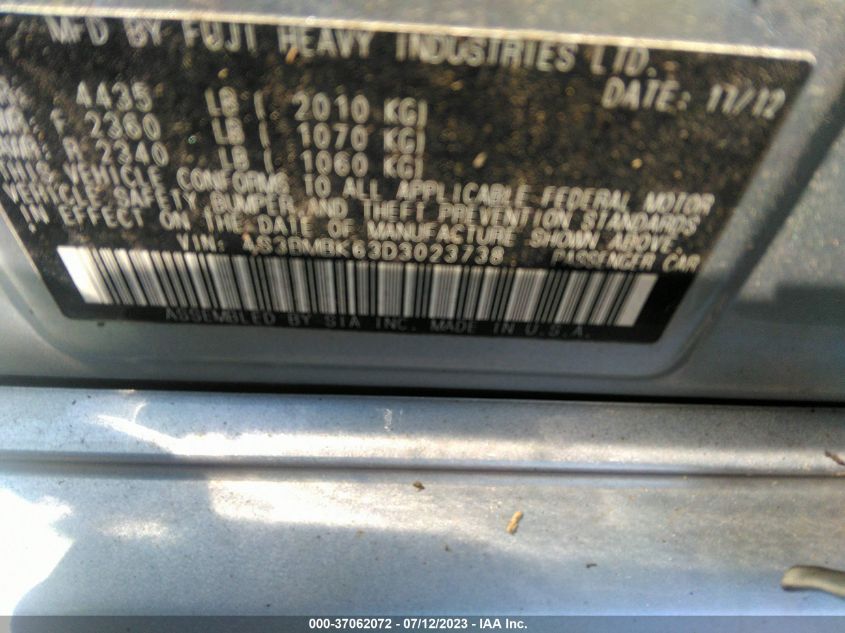 MFD BY FUJI HEAVY INDUSTRIES LTD.
4435 LB ( 2010 KG) DATE: 11/12
F 2360 LB ( 1070 KG)
R 2340 LB ( 1060 KG)
THIS VEHICLE CONFORMS TO ALL APPLICABLE FEDERAL MOTOR
VEHICLE SAFETY, BUMPER AND THEFT PREVENTION STANDARDS
IN EFFECT ON THE DATE OF MANUFACTURE SHOWN ABOVE.
VIN: 4S3BMBK63D3023738 PASSENGER CAR
ASSEMBLED BY SIA INC. MADE IN U.S.A.
000-37062072 - 07/12/2023 - IAA Inc.